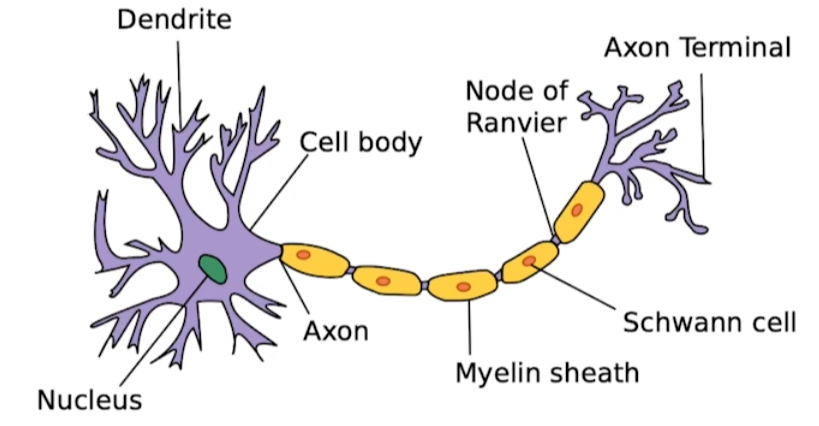 Dendrite
Axon Terminal
Node of
Ranvier
Cell body
Axon
Schwann cell
Myelin sheath
Nucleus